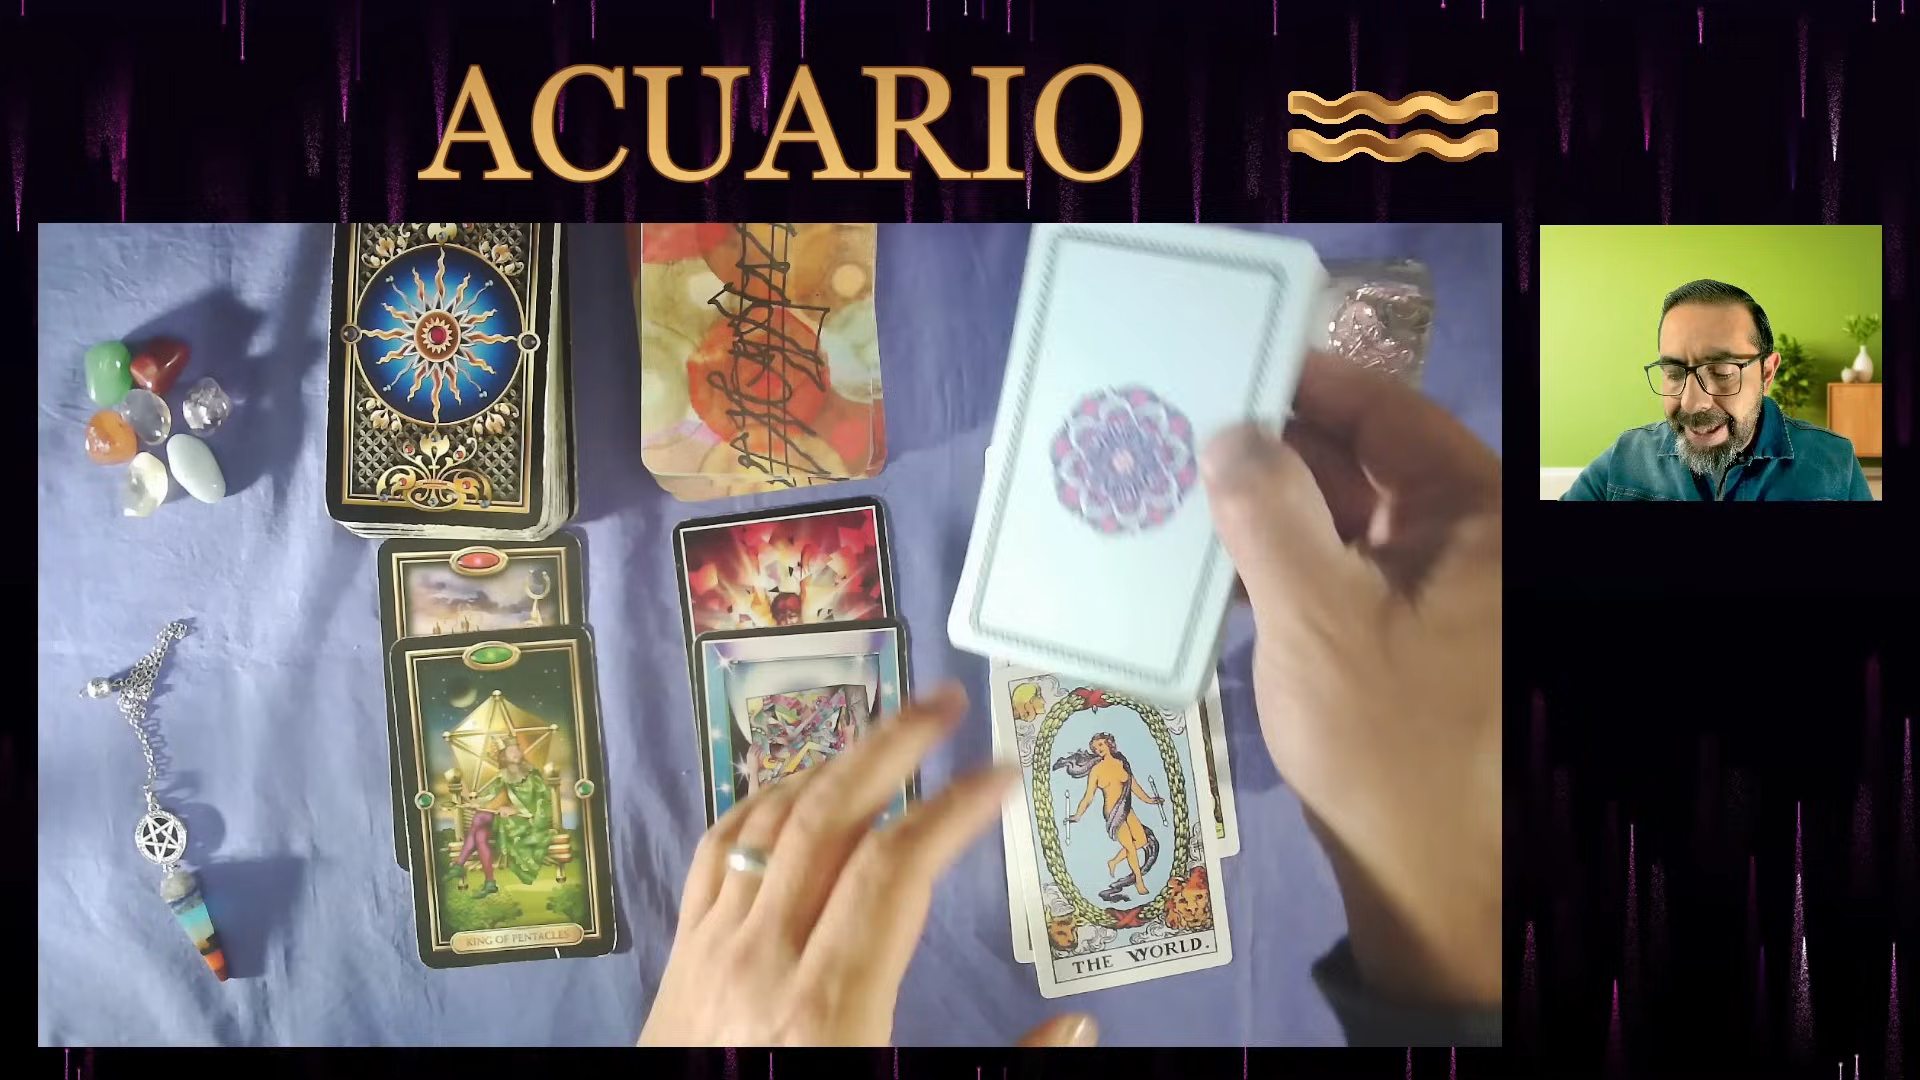 ACUARIO
KING OF PENTACLES
THE WORLD.